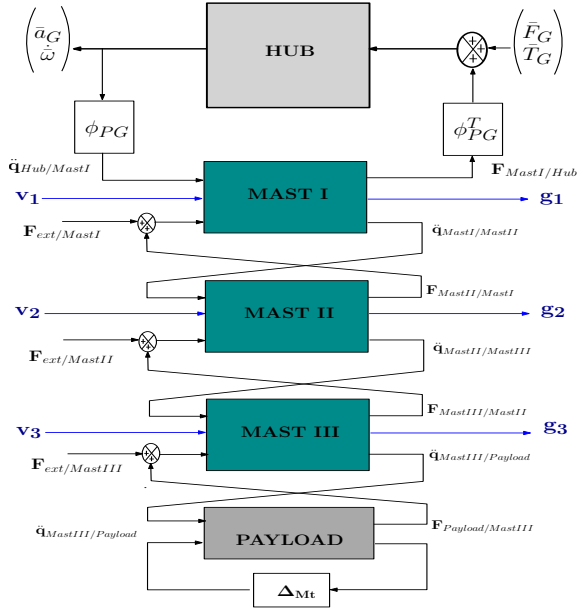 ā_G
ω̄̇
HUB
F̄_G
T̄_G
+
+
+
ϕ_PG
ϕ^T_PG
q̈_Hub/MastI
F_MastI/Hub
v₁
MAST I
g₁
F_ext/MastI
++
q̈_MastI/MastII
F_MastII/MastI
v₂
MAST II
g₂
F_ext/MastII
++
q̈_MastII/MastIII
F_MastIII/MastII
v₃
MAST III
g₃
F_ext/MastIII
++
q̈_MastIII/Payload
q̈_MastIII/Payload
PAYLOAD
F_Payload/MastIII
Δ_Mt